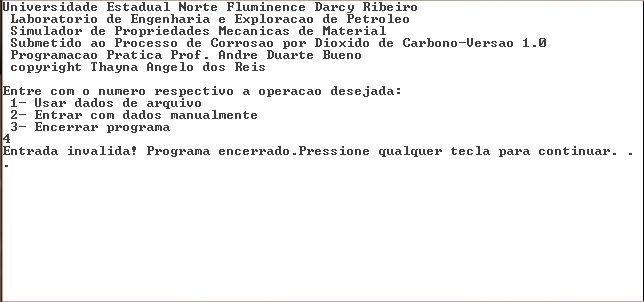 Universidade Estadual Norte Fluminence Darcy Ribeiro
Laboratorio de Engenharia e Exploracao de Petroleo
Simulador de Propriedades Mecanicas de Material
Submetido ao Processo de Corrosao por Dioxido de Carbono-Versao 1.0
Programacao Pratica Prof. Andre Duarte Bueno
copyright Thayna Angelo dos Reis
Entre com o numero respectivo a operacao desejada:
1- Usar dados de arquivo
2- Entrar com dados manualmente
3- Encerrar programa
4
Entrada invalida! Programa encerrado.Pressione qualquer tecla para continuar. .
.